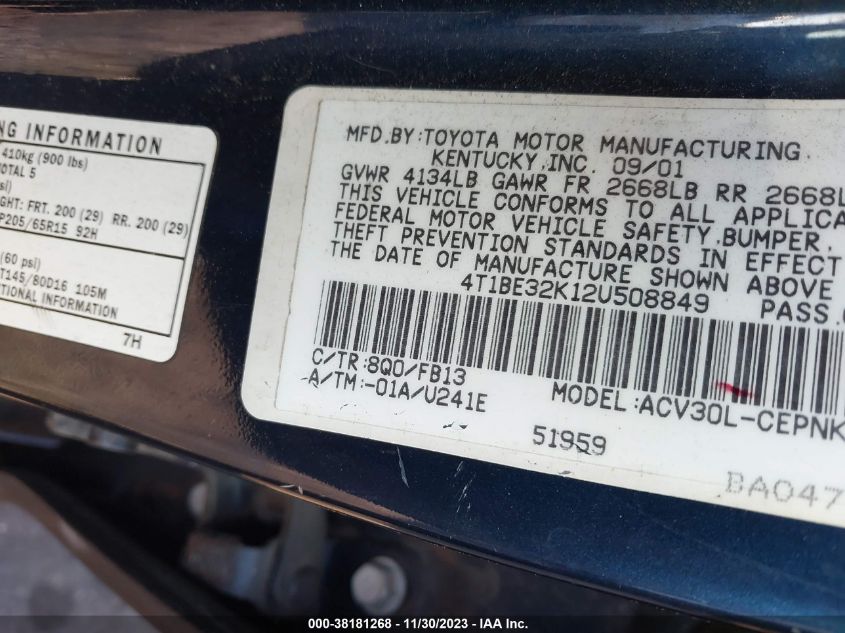 NG INFORMATION
410kg (900 lbs)
OTAL 5
GHT: FRT. 200 (29) RR. 200 (29)
P205/65R15 92H
(60 psi)
T145/80D16 105M
TIONAL INFORMATION
7H
MFD.BY:TOYOTA MOTOR MANUFACTURING
KENTUCKY,INC. 09/01
GVWR 4134LB GAWR FR 2668LB RR 2668L
THIS VEHICLE CONFORMS TO ALL APPLICA
FEDERAL MOTOR VEHICLE SAFETY,BUMPER,
THEFT PREVENTION STANDARDS IN EFFECT
THE DATE OF MANUFACTURE SHOWN ABOVE
4T1BE32K12U508849 PASS.
C/TR:8Q0/FB13
A/TM:-01A/U241E MODEL:ACV30L-CEPNK
51959
BA047
000-38181268 - 11/30/2023 - IAA Inc.